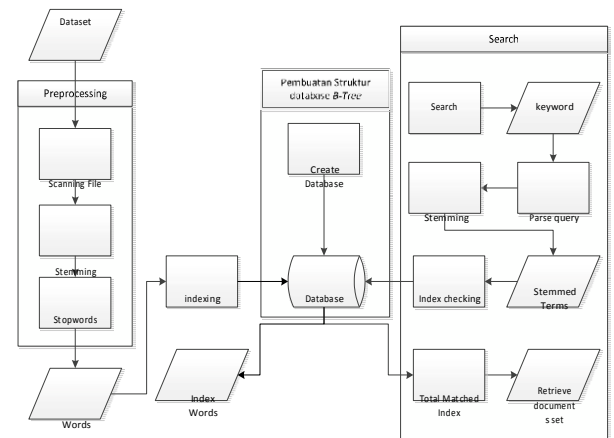 Dataset
Preprocessing
Scanning File
Stemming
Stopwords
Words
indexing
Pembuatan Struktur
database B-Tree
Create
Database
Database
Index
Words
Search
Search
keyword
Stemming
Parse query
Index checking
Stemmed
Terms
Total Matched
Index
Retrieve
document
s set